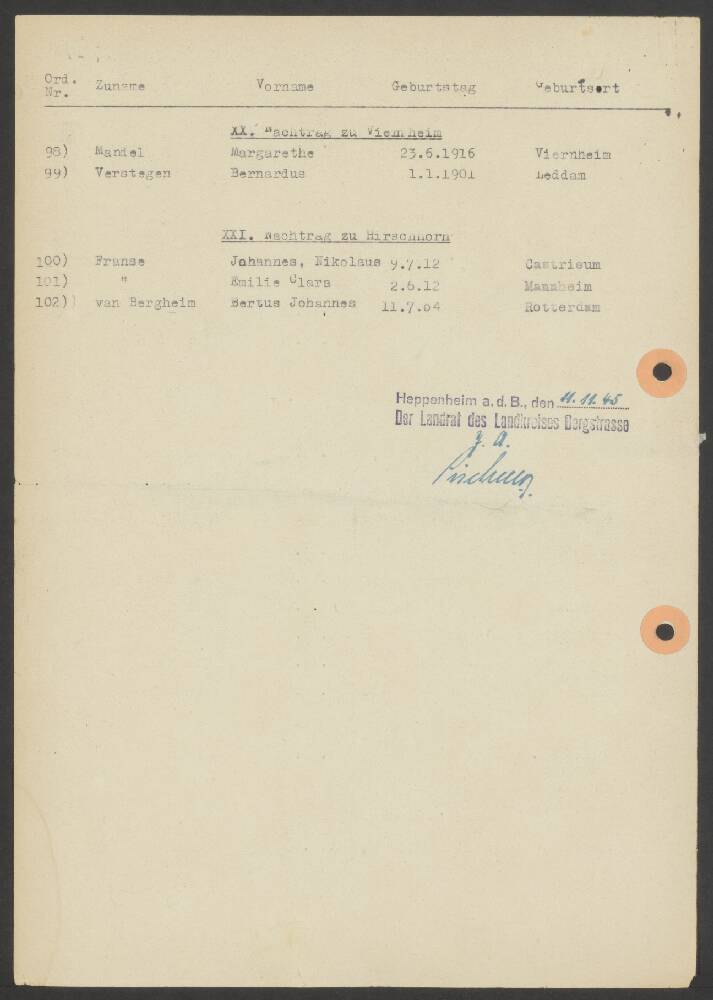 Ord. Nr. Zuname Vorname Geburtstag Geburtsort
XX. Nachtrag zu Viernheim
98) Mandel Margarethe 23.6.1916 Viernheim
99) Verstegen Bernardus 1.1.1901 Leddam
XXI. Nachtrag zu Hirschhorn
100) Franse Johannes, Nikolaus 9.7.12 Castrieum
101) " Emilie Clara 2.6.12 Mannheim
102) van Bergheim Bertus Johannes 11.7.04 Rotterdam
Heppenheim a.d.B., den 11.11.45
Der Landrat des Landkreises Bergstrasse